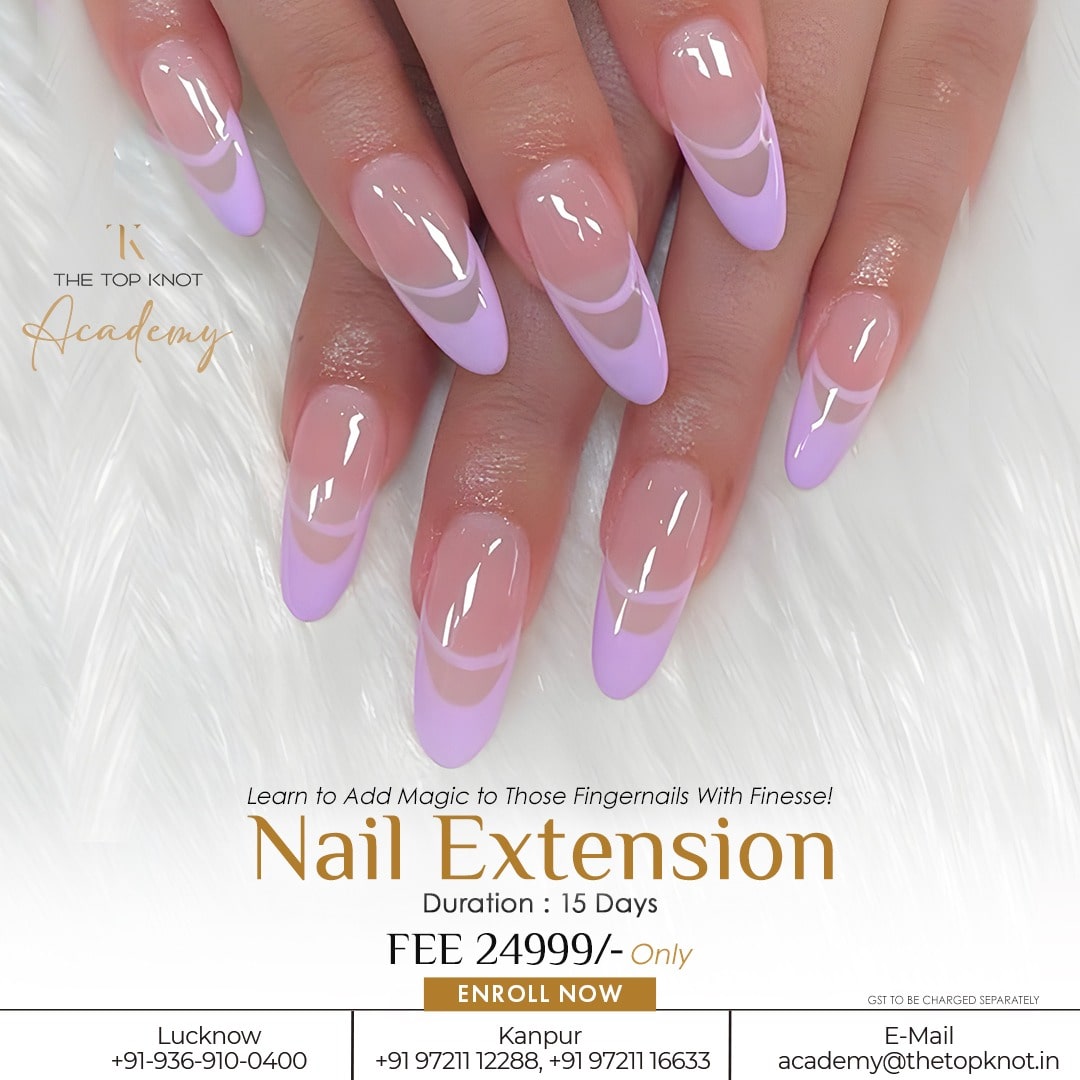 TK
THE TOP KNOT
Academy
Learn to Add Magic to Those Fingernails With Finesse!
Nail Extension
Duration : 15 Days
FEE 24999/- Only
ENROLL NOW
GST TO BE CHARGED SEPARATELY
Lucknow
+91-936-910-0400
Kanpur
+91 97211 12288, +91 97211 16633
E-Mail
academy@thetopknot.in